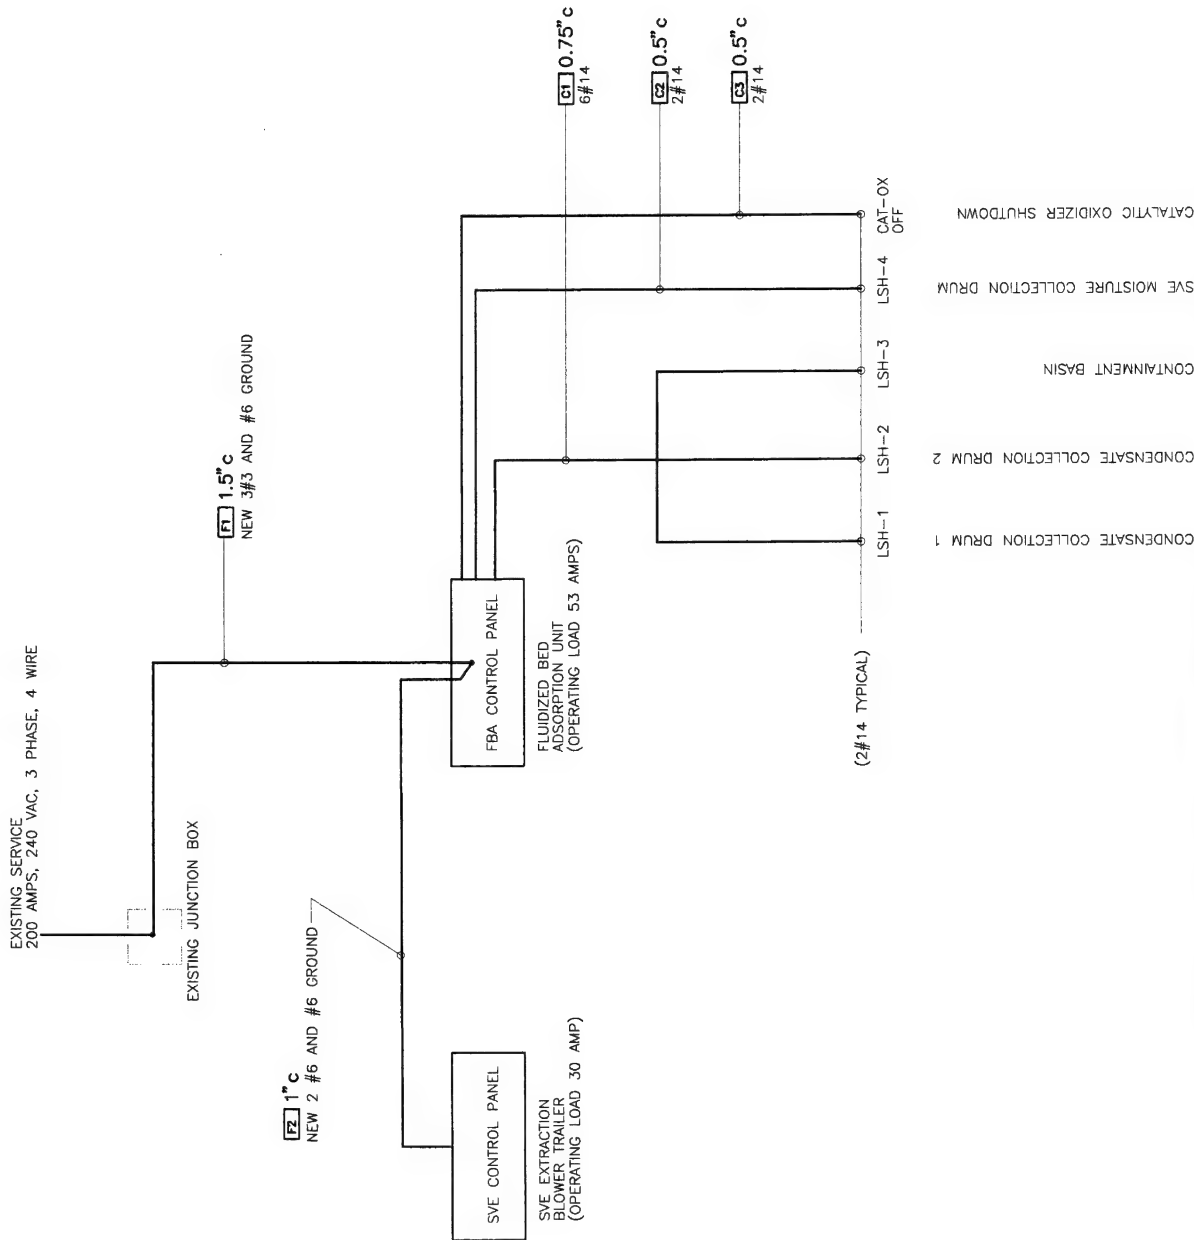 EXISTING SERVICE
200 AMPS, 240 VAC, 3 PHASE, 4 WIRE
EXISTING JUNCTION BOX
F1 1.5" c
NEW 3#3 AND #6 GROUND
F2 1" c
NEW 2 #6 AND #6 GROUND
SVE CONTROL PANEL
SVE EXTRACTION
BLOWER TRAILER
(OPERATING LOAD 30 AMP)
FBA CONTROL PANEL
FLUIDIZED BED
ADSORPTION UNIT
(OPERATING LOAD 53 AMPS)
C1 0.75" c
6#14
C2 0.5" c
2#14
C3 0.5" c
2#14
(2#14 TYPICAL)
LSH-1
LSH-2
LSH-3
LSH-4
CAT-OX
OFF
CONDENSATE COLLECTION DRUM 1
CONDENSATE COLLECTION DRUM 2
CONTAINMENT BASIN
SVE MOISTURE COLLECTION DRUM
CATALYTIC OXIDIZER SHUTDOWN